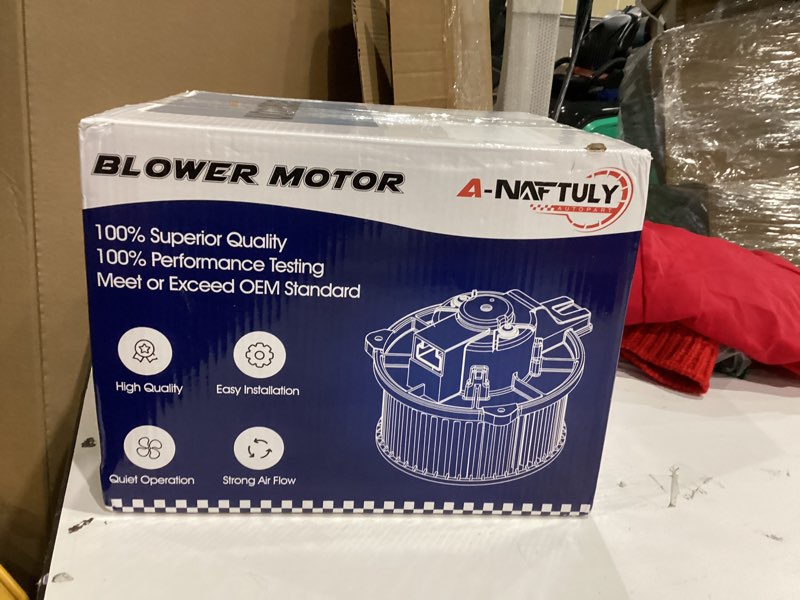 BLOWER MOTOR
A-NAFTULY
AUTOPART
100% Superior Quality
100% Performance Testing
Meet or Exceed OEM Standard
High Quality
Easy Installation
Quiet Operation
Strong Air Flow